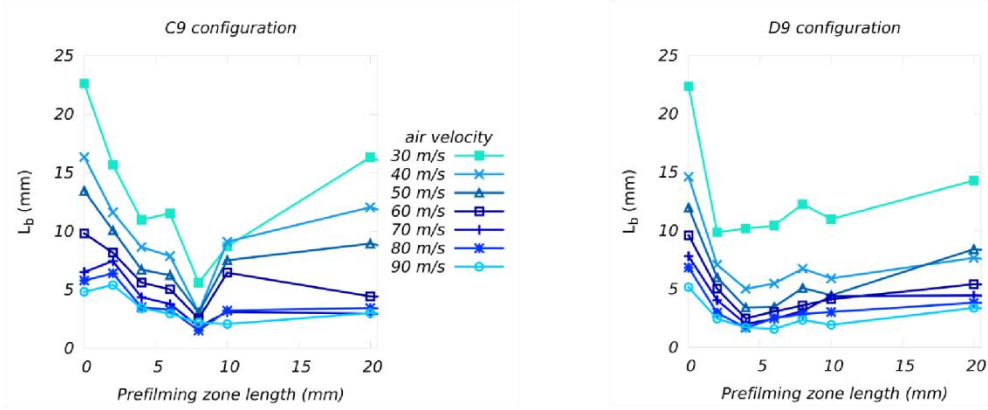 C9 configuration
25
20
15
10
5
0
L_b (mm)
0 5 10 15 20
Prefilming zone length (mm)
air velocity
30 m/s
40 m/s
50 m/s
60 m/s
70 m/s
80 m/s
90 m/s
D9 configuration
25
20
15
10
5
0
L_b (mm)
0 5 10 15 20
Prefilming zone length (mm)